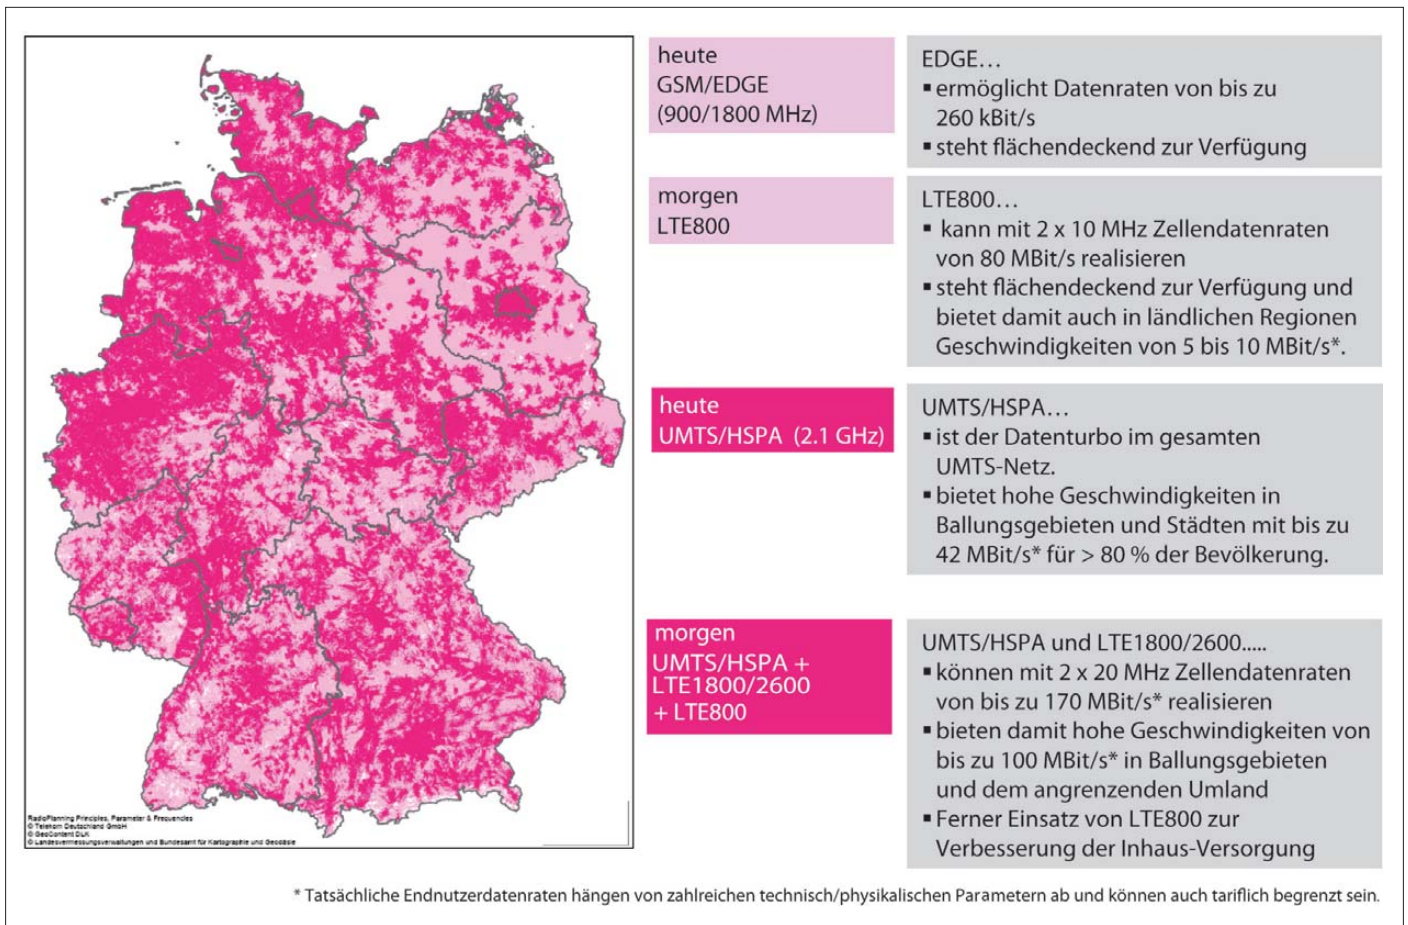 heute
GSM/EDGE
(900/1800 MHz)
EDGE…
▪ ermöglicht Datenraten von bis zu
260 kBit/s
▪ steht flächendeckend zur Verfügung
morgen
LTE800
LTE800…
▪ kann mit 2 x 10 MHz Zellendatenraten
von 80 MBit/s realisieren
▪ steht flächendeckend zur Verfügung und
bietet damit auch in ländlichen Regionen
Geschwindigkeiten von 5 bis 10 MBit/s*.
heute
UMTS/HSPA (2.1 GHz)
UMTS/HSPA…
▪ ist der Datenturbo im gesamten
UMTS-Netz.
▪ bietet hohe Geschwindigkeiten in
Ballungsgebieten und Städten mit bis zu
42 MBit/s* für > 80 % der Bevölkerung.
morgen
UMTS/HSPA +
LTE1800/2600
+ LTE800
UMTS/HSPA und LTE1800/2600.....
▪ können mit 2 x 20 MHz Zellendatenraten
von bis zu 170 MBit/s* realisieren
▪ bieten damit hohe Geschwindigkeiten von
bis zu 100 MBit/s* in Ballungsgebieten
und dem angrenzenden Umland
▪ Ferner Einsatz von LTE800 zur
Verbesserung der Inhaus-Versorgung
RadioPlanning Principles, Parameter & Frequencies
© Telekom Deutschland GmbH
© GeoContent DLK
© Landesvermessungsverwaltungen und Bundesamt für Kartographie und Geodäsie
* Tatsächliche Endnutzerdatenraten hängen von zahlreichen technisch/physikalischen Parametern ab und können auch tariflich begrenzt sein.